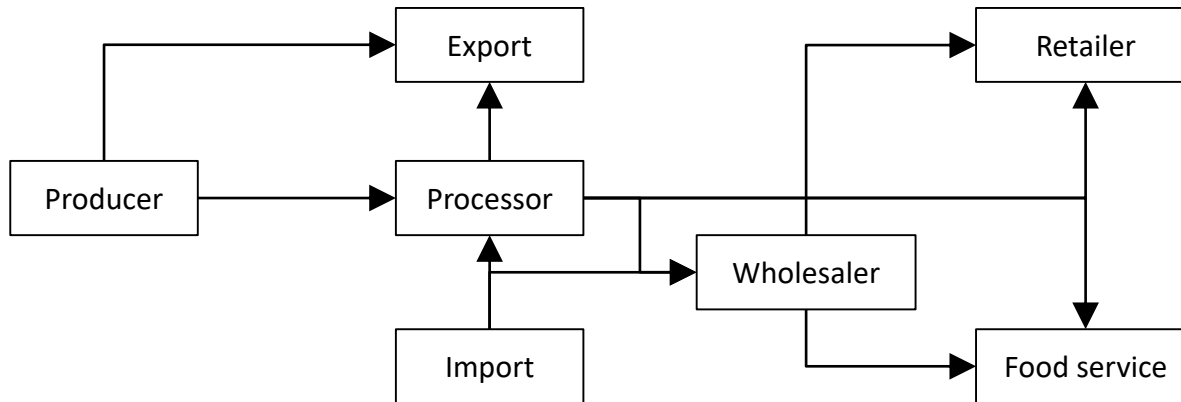 Export
Retailer
Producer
Processor
Wholesaler
Import
Food service